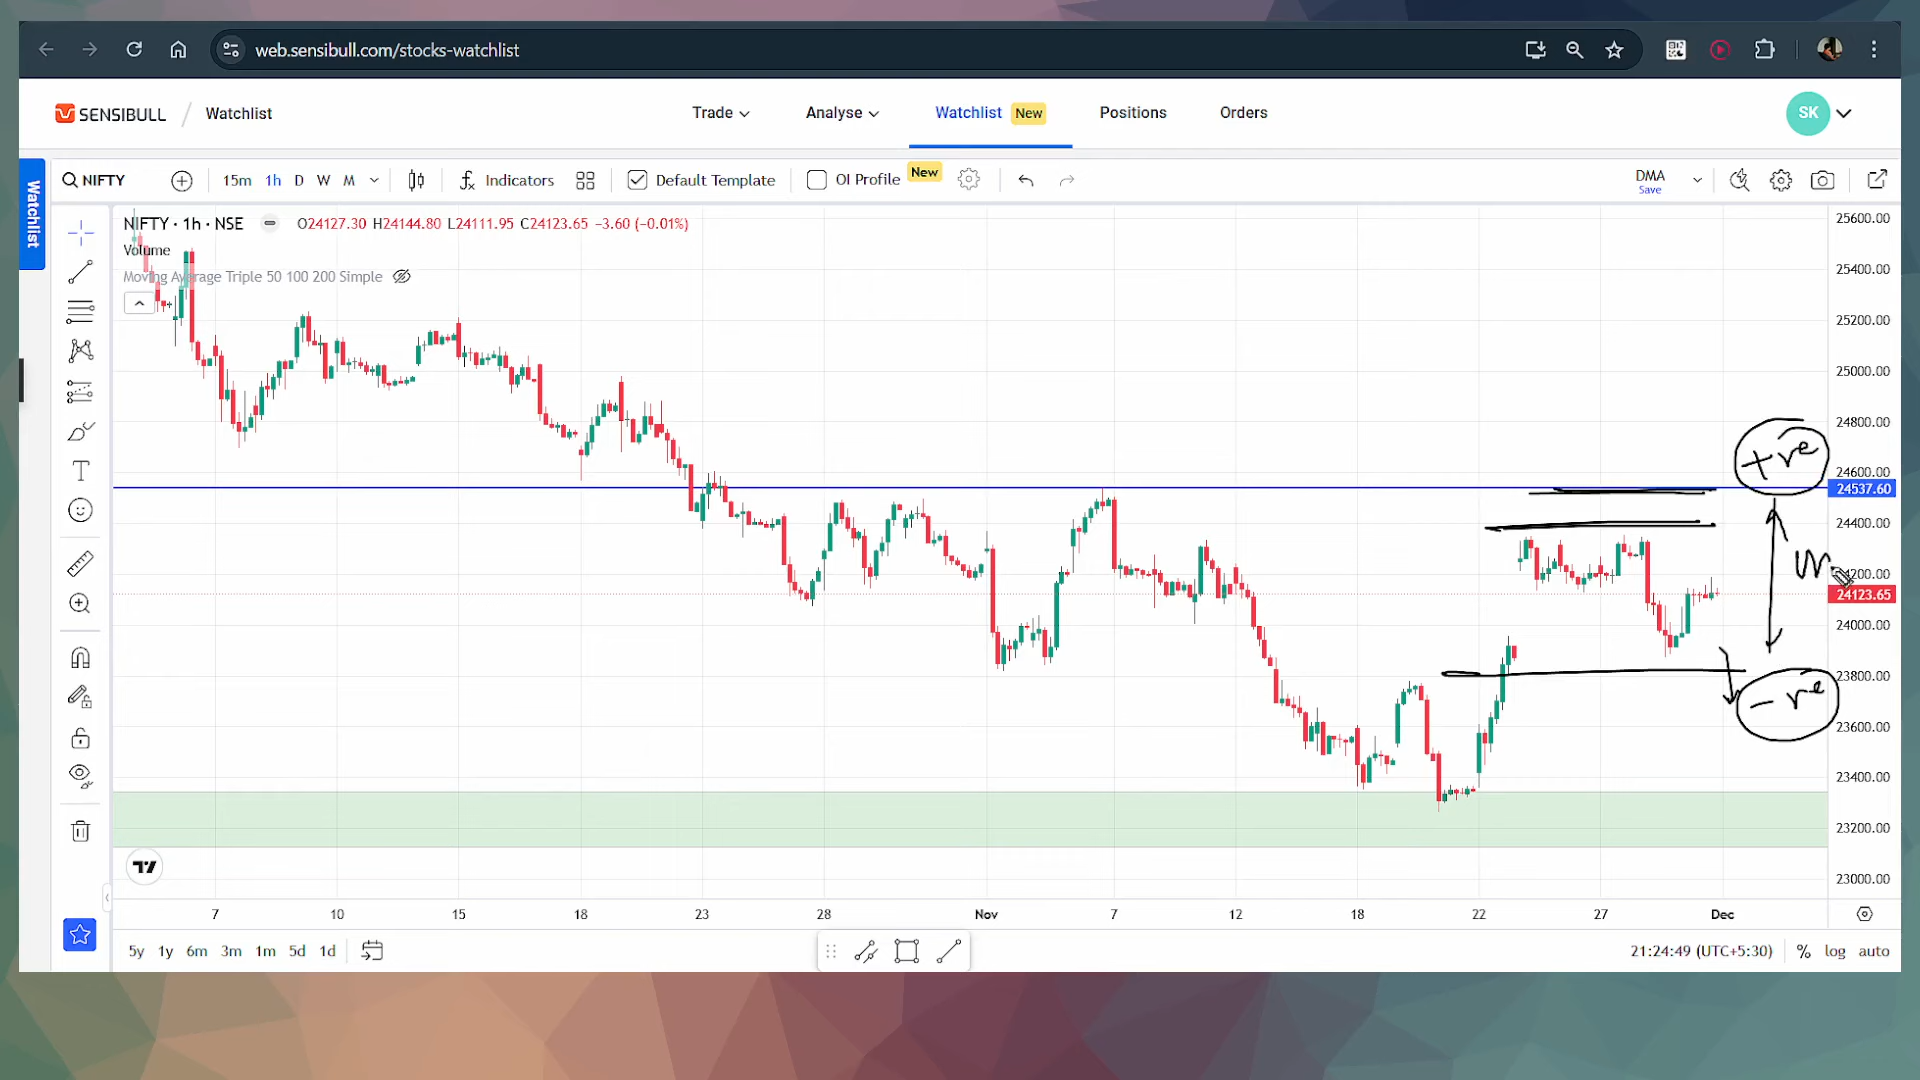 web.sensibull.com/stocks-watchlist
SENSIBULL / Watchlist
Trade
Analyse
Watchlist New
Positions
Orders
SK
Watchlist
NIFTY
15m 1h D W M
Indicators
Default Template
OI Profile New
DMA
Save
NIFTY · 1h · NSE O24127.30 H24144.80 L24111.95 C24123.65 −3.60 (−0.01%)
Volume
Moving Average Triple 50 100 200 Simple
25600.00
25400.00
25200.00
25000.00
24800.00
+ve
24600.00
24537.60
24400.00
24200.00
24123.65
24000.00
23800.00
-ve
23600.00
23400.00
23200.00
23000.00
7 10 15 18 23 28 Nov 7 12 18 22 27 Dec
5y 1y 6m 3m 1m 5d 1d
21:24:49 (UTC+5:30) % log auto